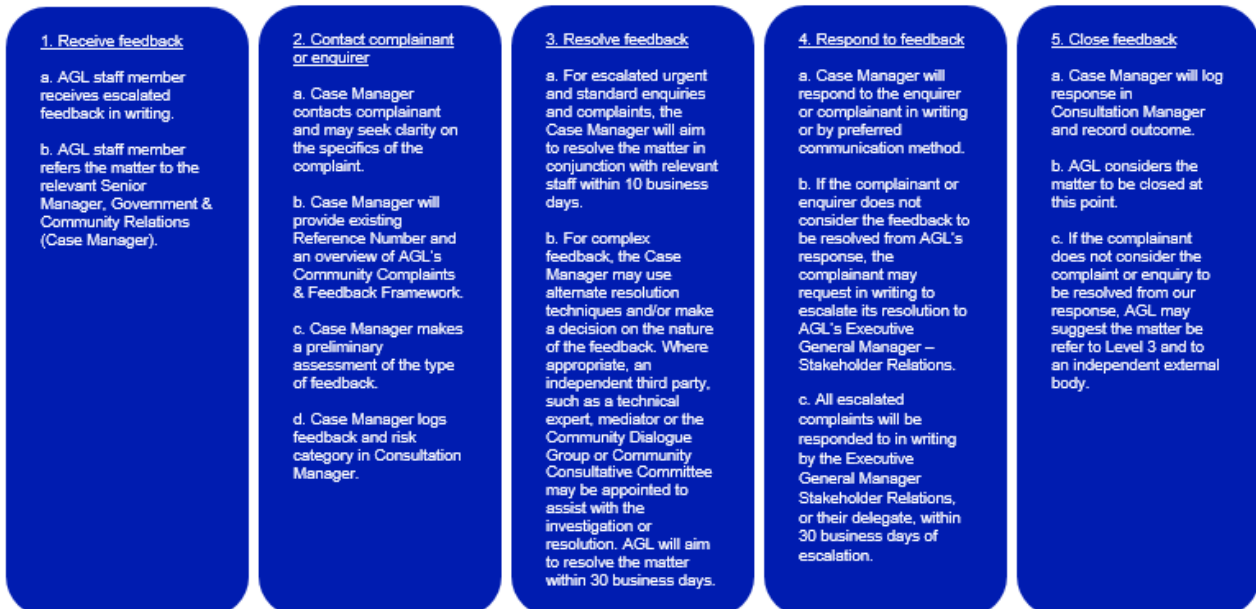 1. Receive feedback
a. AGL staff member
receives escalated
feedback in writing.
b. AGL staff member
refers the matter to the
relevant Senior
Manager, Government &
Community Relations
(Case Manager).
2. Contact complainant
or enquirer
a. Case Manager
contacts complainant
and may seek clarity on
the specifics of the
complaint.
b. Case Manager will
provide existing
Reference Number and
an overview of AGL's
Community Complaints
& Feedback Framework.
c. Case Manager makes
a preliminary
assessment of the type
of feedback.
d. Case Manager logs
feedback and risk
category in Consultation
Manager.
3. Resolve feedback
a. For escalated urgent
and standard enquiries
and complaints, the
Case Manager will aim
to resolve the matter in
conjunction with relevant
staff within 10 business
days.
b. For complex
feedback, the Case
Manager may use
alternate resolution
techniques and/or make
a decision on the nature
of the feedback. Where
appropriate, an
independent third party,
such as a technical
expert, mediator or the
Community Dialogue
Group or Community
Consultative Committee
may be appointed to
assist with the
investigation or
resolution. AGL will aim
to resolve the matter
within 30 business days.
4. Respond to feedback
a. Case Manager will
respond to the enquirer
or complainant in writing
or by preferred
communication method.
b. If the complainant or
enquirer does not
consider the feedback to
be resolved from AGL's
response, the
complainant may
request in writing to
escalate its resolution to
AGL's Executive
General Manager –
Stakeholder Relations.
c. All escalated
complaints will be
responded to in writing
by the Executive
General Manager
Stakeholder Relations,
or their delegate, within
30 business days of
escalation.
5. Close feedback
a. Case Manager will log
response in
Consultation Manager
and record outcome.
b. AGL considers the
matter to be closed at
this point.
c. If the complainant
does not consider the
complaint or enquiry to
be resolved from our
response, AGL may
suggest the matter be
refer to Level 3 and to
an independent external
body.